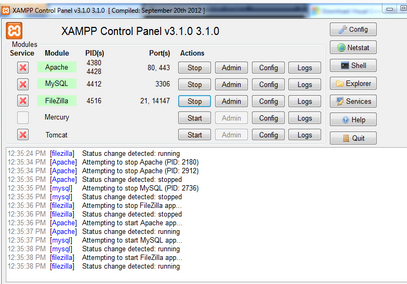 XAMPP Control Panel v3.1.0 3.1.0 [ Compiled: September 20th 2012 ]
XAMPP Control Panel v3.1.0 3.1.0
Config
Modules
Service Module PID(s) Port(s) Actions
Netstat
Apache 4380 4428 80, 443 Stop Admin Config Logs
Shell
MySQL 4412 3306 Stop Admin Config Logs
Explorer
FileZilla 4516 21, 14147 Stop Admin Config Logs
Services
Mercury Start Admin Config Logs
Help
Tomcat Start Admin Config Logs
Quit
12:35:24 PM [filezilla] Status change detected: running
12:35:34 PM [Apache] Attempting to stop Apache (PID: 2180)
12:35:34 PM [Apache] Attempting to stop Apache (PID: 2912)
12:35:35 PM [Apache] Status change detected: stopped
12:35:35 PM [mysql] Attempting to stop MySQL (PID: 2736)
12:35:35 PM [mysql] Status change detected: stopped
12:35:36 PM [filezilla] Attempting to stop FileZilla app...
12:35:36 PM [filezilla] Status change detected: stopped
12:35:36 PM [Apache] Attempting to start Apache app...
12:35:37 PM [Apache] Status change detected: running
12:35:37 PM [mysql] Attempting to start MySQL app...
12:35:38 PM [mysql] Status change detected: running
12:35:38 PM [filezilla] Attempting to start FileZilla app...
12:35:38 PM [filezilla] Status change detected: running